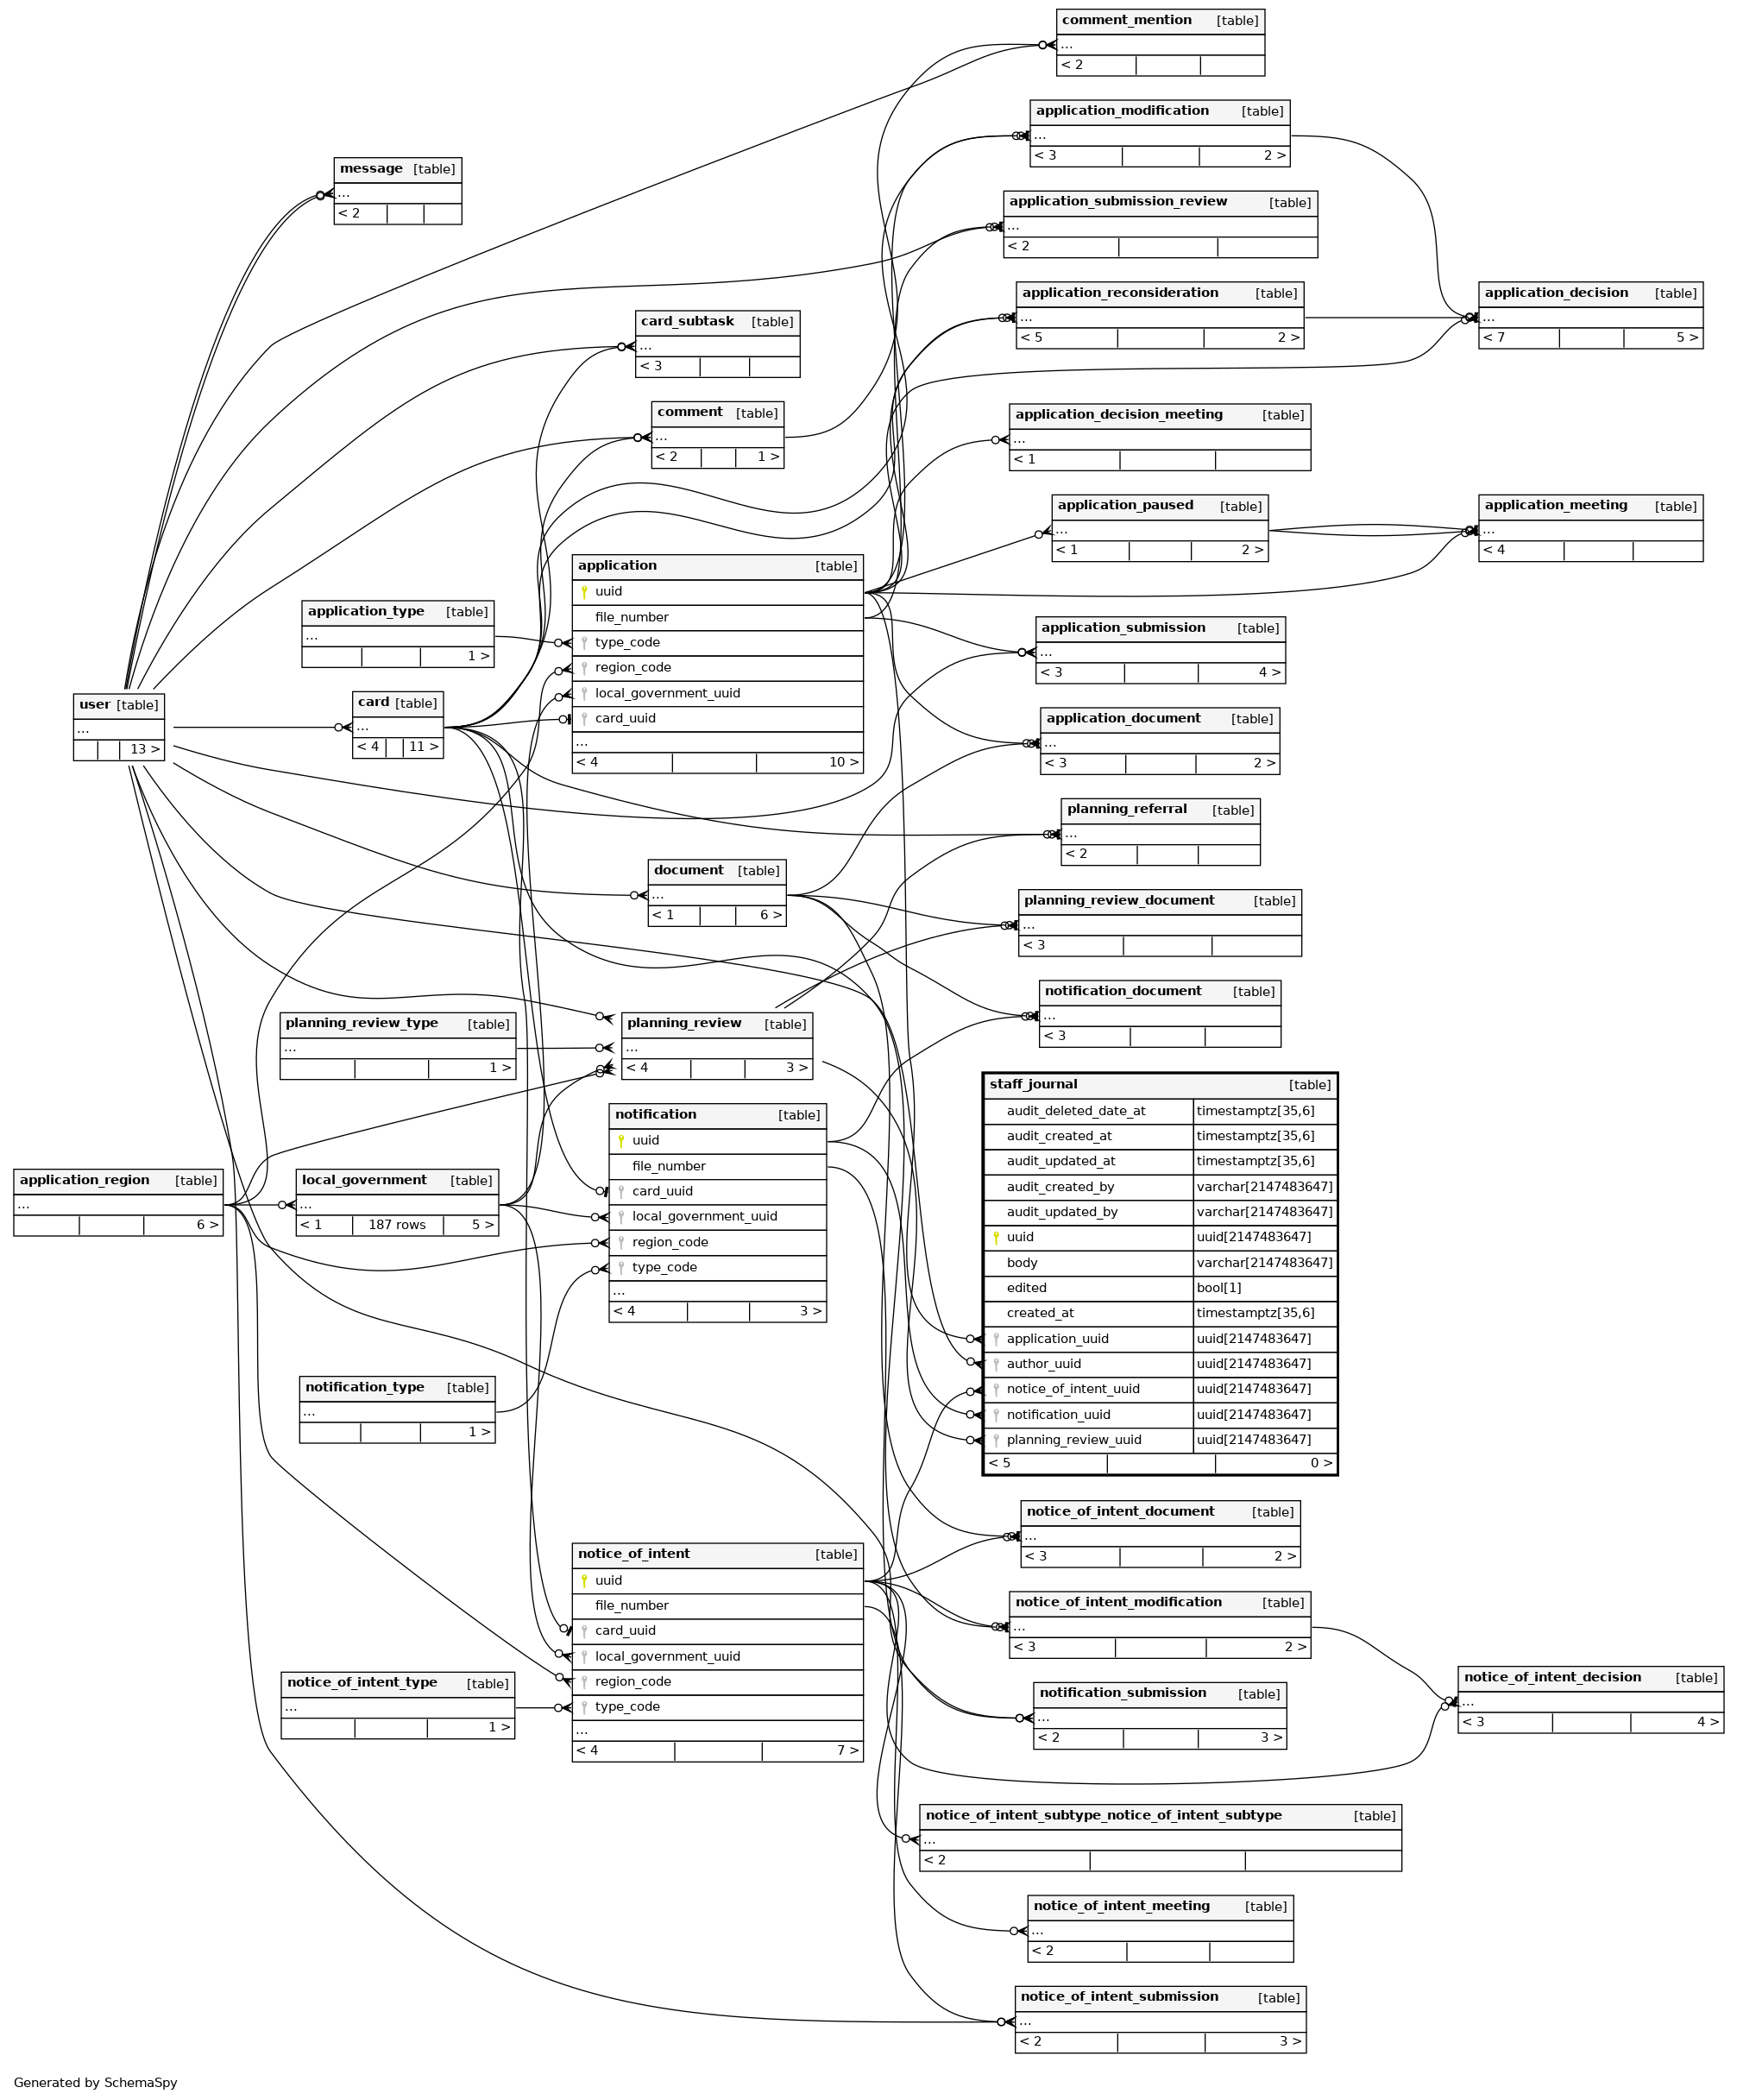 comment_mention [table]
...
< 2
application_modification [table]
...
< 3 2 >
message [table]
...
< 2
application_submission_review [table]
...
< 2
application_reconsideration [table]
...
< 5 2 >
application_decision [table]
...
< 7 5 >
card_subtask [table]
...
< 3
comment [table]
...
< 2 1 >
application_decision_meeting [table]
...
< 1
application_paused [table]
...
< 1 2 >
application_meeting [table]
...
< 4
application [table]
uuid
file_number
type_code
region_code
local_government_uuid
card_uuid
...
< 4 10 >
application_type [table]
...
1 >
application_submission [table]
...
< 3 4 >
user [table]
...
13 >
card [table]
...
< 4 11 >
application_document [table]
...
< 3 2 >
planning_referral [table]
...
< 2
document [table]
...
< 1 6 >
planning_review_document [table]
...
< 3
notification_document [table]
...
< 3
planning_review_type [table]
...
1 >
planning_review [table]
...
< 4 3 >
staff_journal [table]
audit_deleted_date_at timestamptz[35,6]
audit_created_at timestamptz[35,6]
audit_updated_at timestamptz[35,6]
audit_created_by varchar[2147483647]
audit_updated_by varchar[2147483647]
uuid uuid[2147483647]
body varchar[2147483647]
edited bool[1]
created_at timestamptz[35,6]
application_uuid uuid[2147483647]
author_uuid uuid[2147483647]
notice_of_intent_uuid uuid[2147483647]
notification_uuid uuid[2147483647]
planning_review_uuid uuid[2147483647]
< 5 0 >
notification [table]
uuid
file_number
card_uuid
local_government_uuid
region_code
type_code
...
< 4 3 >
application_region [table]
...
6 >
local_government [table]
...
< 1 187 rows 5 >
notification_type [table]
...
1 >
notice_of_intent_document [table]
...
< 3 2 >
notice_of_intent [table]
uuid
file_number
card_uuid
local_government_uuid
region_code
type_code
...
< 4 7 >
notice_of_intent_modification [table]
...
< 3 2 >
notice_of_intent_type [table]
...
1 >
notification_submission [table]
...
< 2 3 >
notice_of_intent_decision [table]
...
< 3 4 >
notice_of_intent_subtype_notice_of_intent_subtype [table]
...
< 2
notice_of_intent_meeting [table]
...
< 2
notice_of_intent_submission [table]
...
< 2 3 >
Generated by SchemaSpy